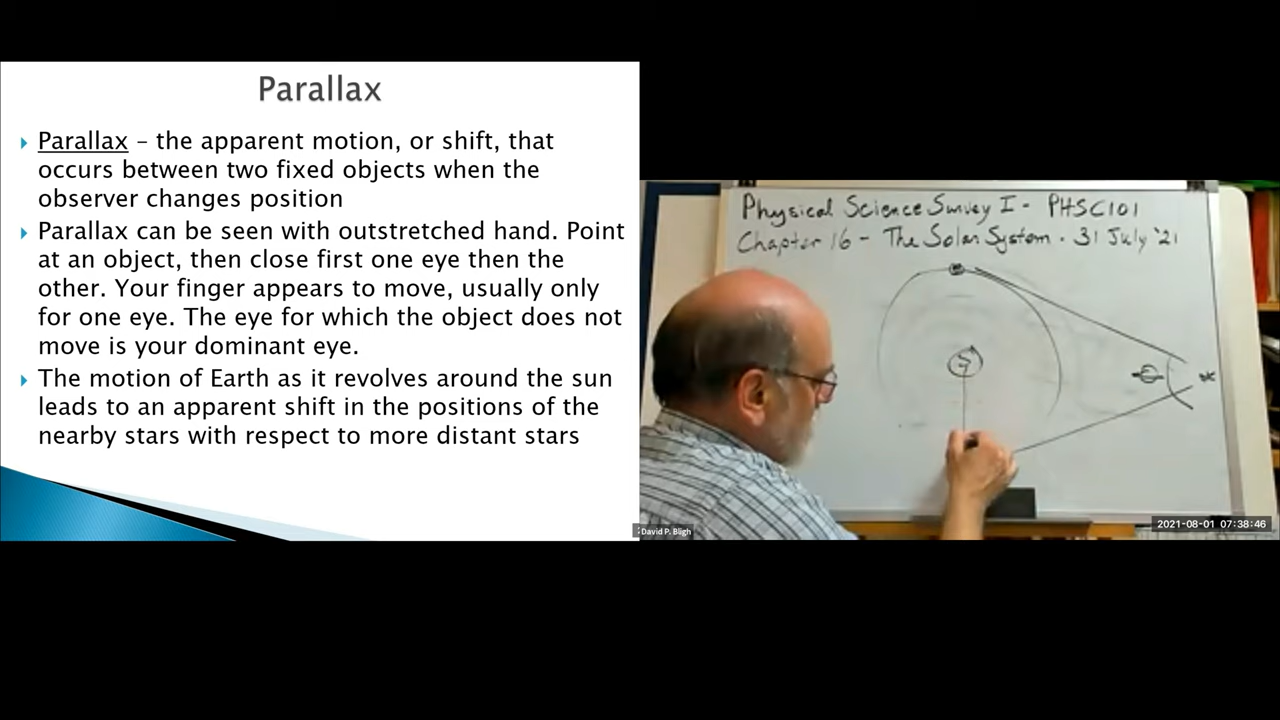 Parallax
Parallax – the apparent motion, or shift, that
occurs between two fixed objects when the
observer changes position
Parallax can be seen with outstretched hand. Point
at an object, then close first one eye then the
other. Your finger appears to move, usually only
for one eye. The eye for which the object does not
move is your dominant eye.
The motion of Earth as it revolves around the sun
leads to an apparent shift in the positions of the
nearby stars with respect to more distant stars
Physical Science Survey I - PHSC101
Chapter 16 - The Solar System. 31 July '21
David P. Bligh
2021-08-01 07:38:46